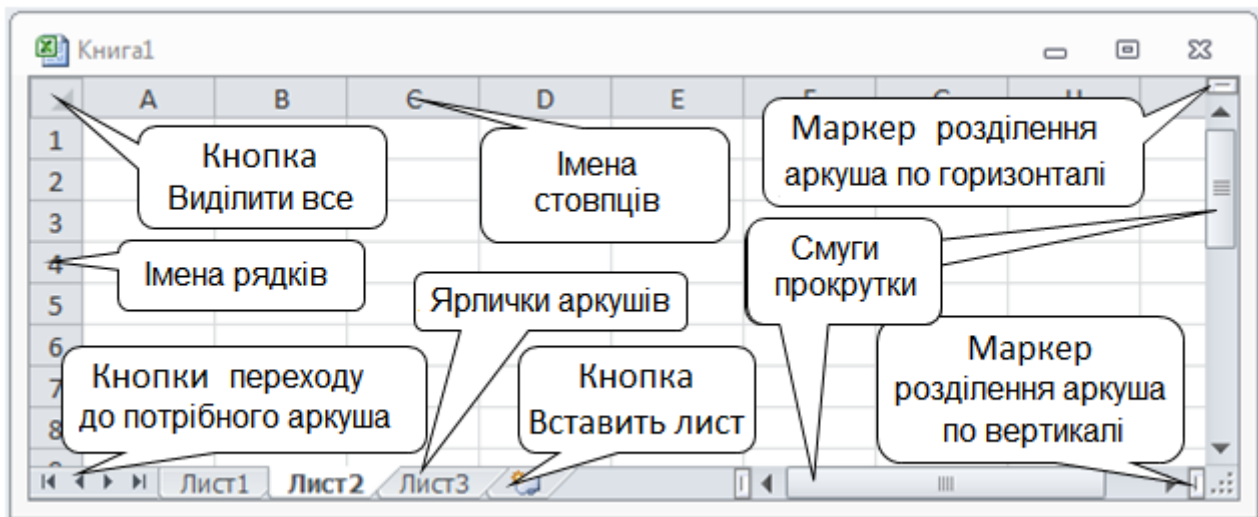 Книга1
A B C D E F G H
1
Кнопка
Виділити все
Імена
стовпців
Маркер розділення
аркуша по горизонталі
2
3
4
Імена рядків
Смуги
прокрутки
5
Ярлички аркушів
6
Кнопки переходу
до потрібного аркуша
Кнопка
Вставить лист
Маркер
розділення аркуша
по вертикалі
7
8
Лист1 Лист2 Лист3